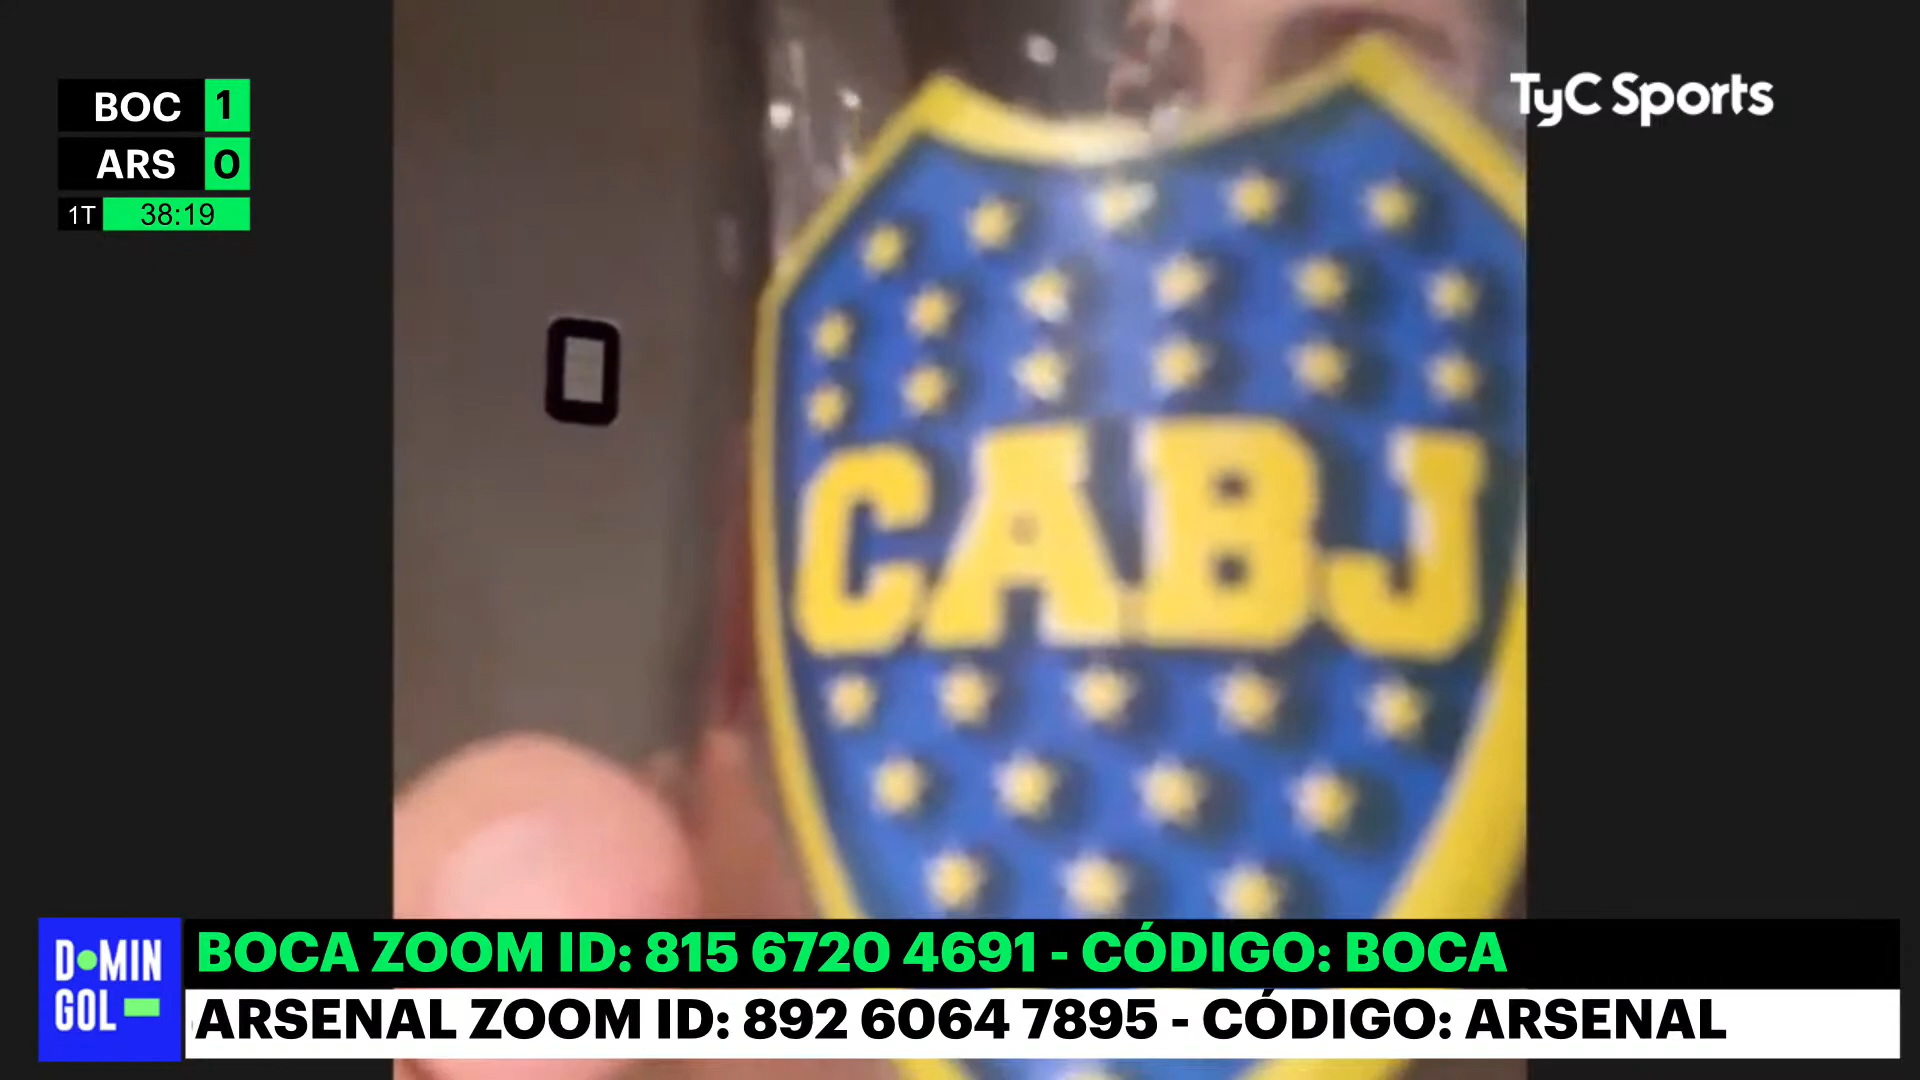 BOC 1
ARS 0
1T 38:19
TyC Sports
CABJ
DOMIN
GOL
BOCA ZOOM ID: 815 6720 4691 - CÓDIGO: BOCA
ARSENAL ZOOM ID: 892 6064 7895 - CÓDIGO: ARSENAL